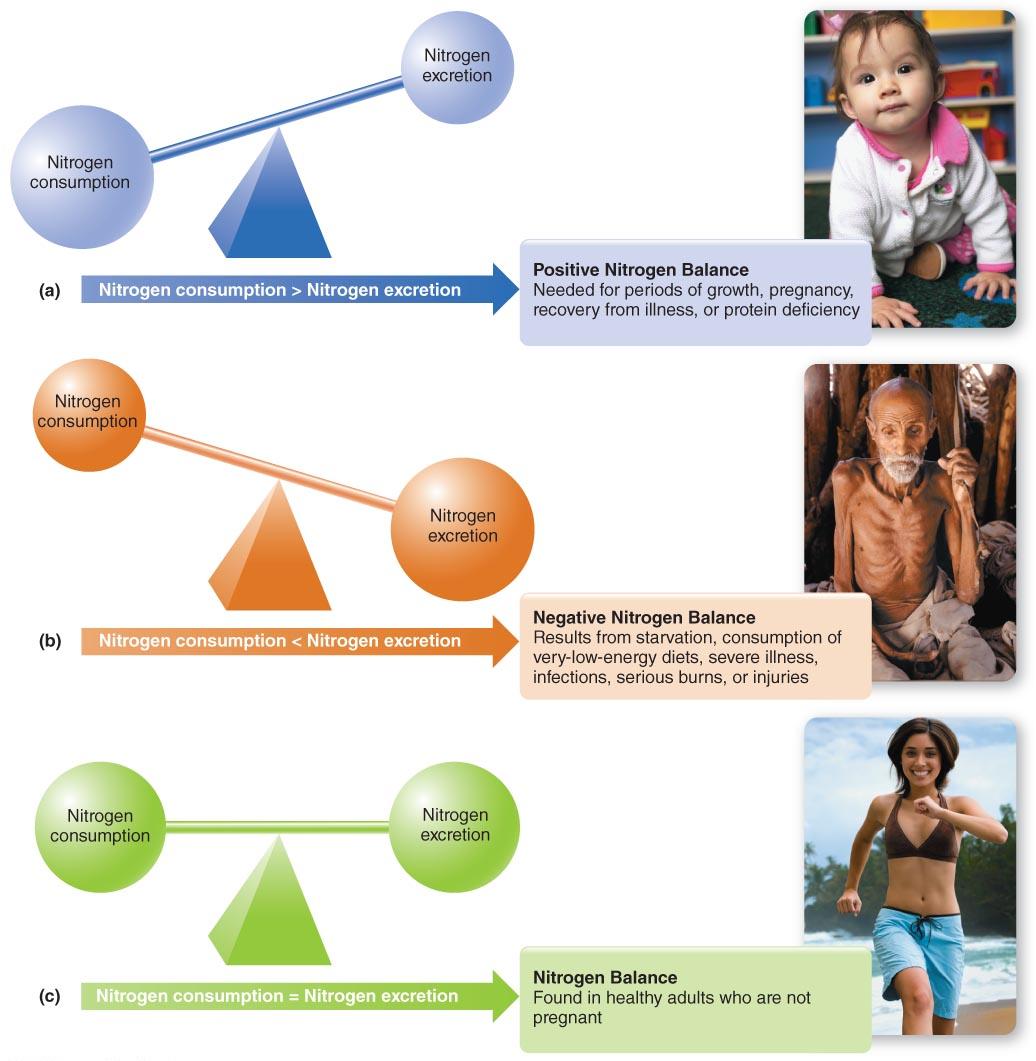 Nitrogen
excretion
Nitrogen
consumption
(a)
Nitrogen consumption > Nitrogen excretion
Positive Nitrogen Balance
Needed for periods of growth, pregnancy,
recovery from illness, or protein deficiency
Nitrogen
consumption
Nitrogen
excretion
(b)
Nitrogen consumption < Nitrogen excretion
Negative Nitrogen Balance
Results from starvation, consumption of
very-low-energy diets, severe illness,
infections, serious burns, or injuries
Nitrogen
consumption
Nitrogen
excretion
(c)
Nitrogen consumption = Nitrogen excretion
Nitrogen Balance
Found in healthy adults who are not
pregnant